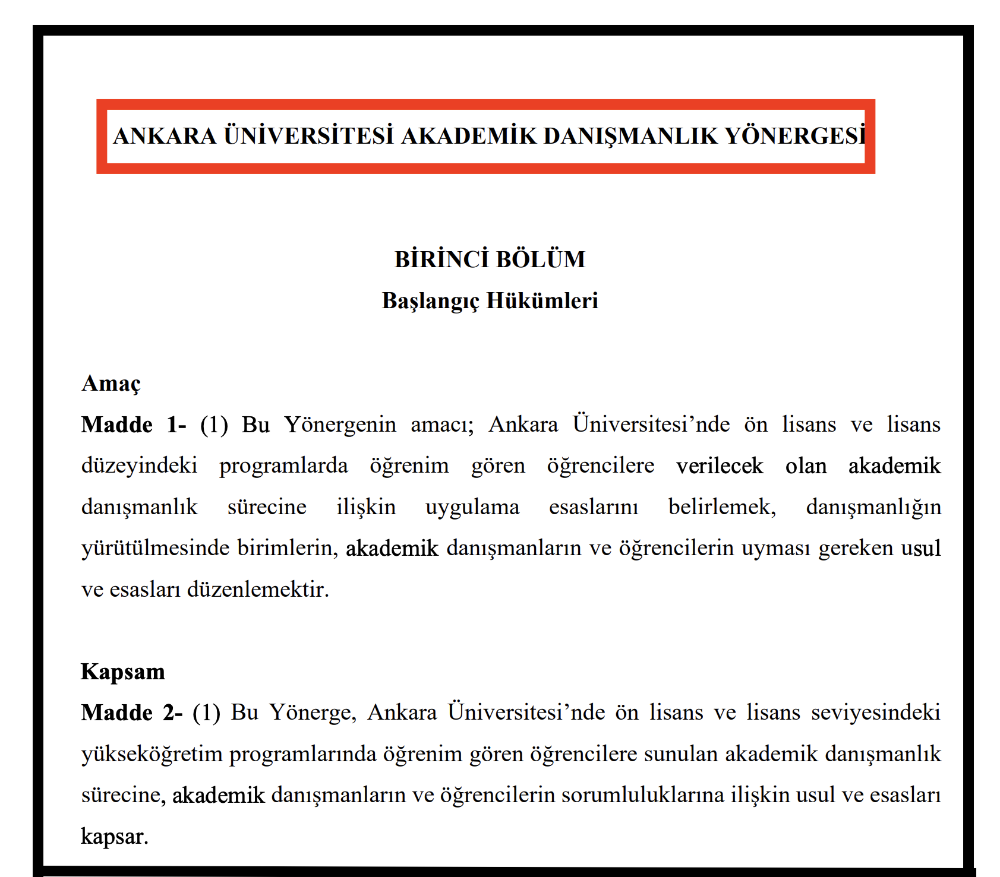 ANKARA ÜNİVERSİTESİ AKADEMİK DANIŞMANLIK YÖNERGESİ
BİRİNCİ BÖLÜM
Başlangıç Hükümleri
Amaç
Madde 1- (1) Bu Yönergenin amacı; Ankara Üniversitesi’nde ön lisans ve lisans
düzeyindeki programlarda öğrenim gören öğrencilere verilecek olan akademik
danışmanlık sürecine ilişkin uygulama esaslarını belirlemek, danışmanlığın
yürütülmesinde birimlerin, akademik danışmanların ve öğrencilerin uyması gereken usul
ve esasları düzenlemektir.
Kapsam
Madde 2- (1) Bu Yönerge, Ankara Üniversitesi’nde ön lisans ve lisans seviyesindeki
yükseköğretim programlarında öğrenim gören öğrencilere sunulan akademik danışmanlık
sürecine, akademik danışmanların ve öğrencilerin sorumluluklarına ilişkin usul ve esasları
kapsar.